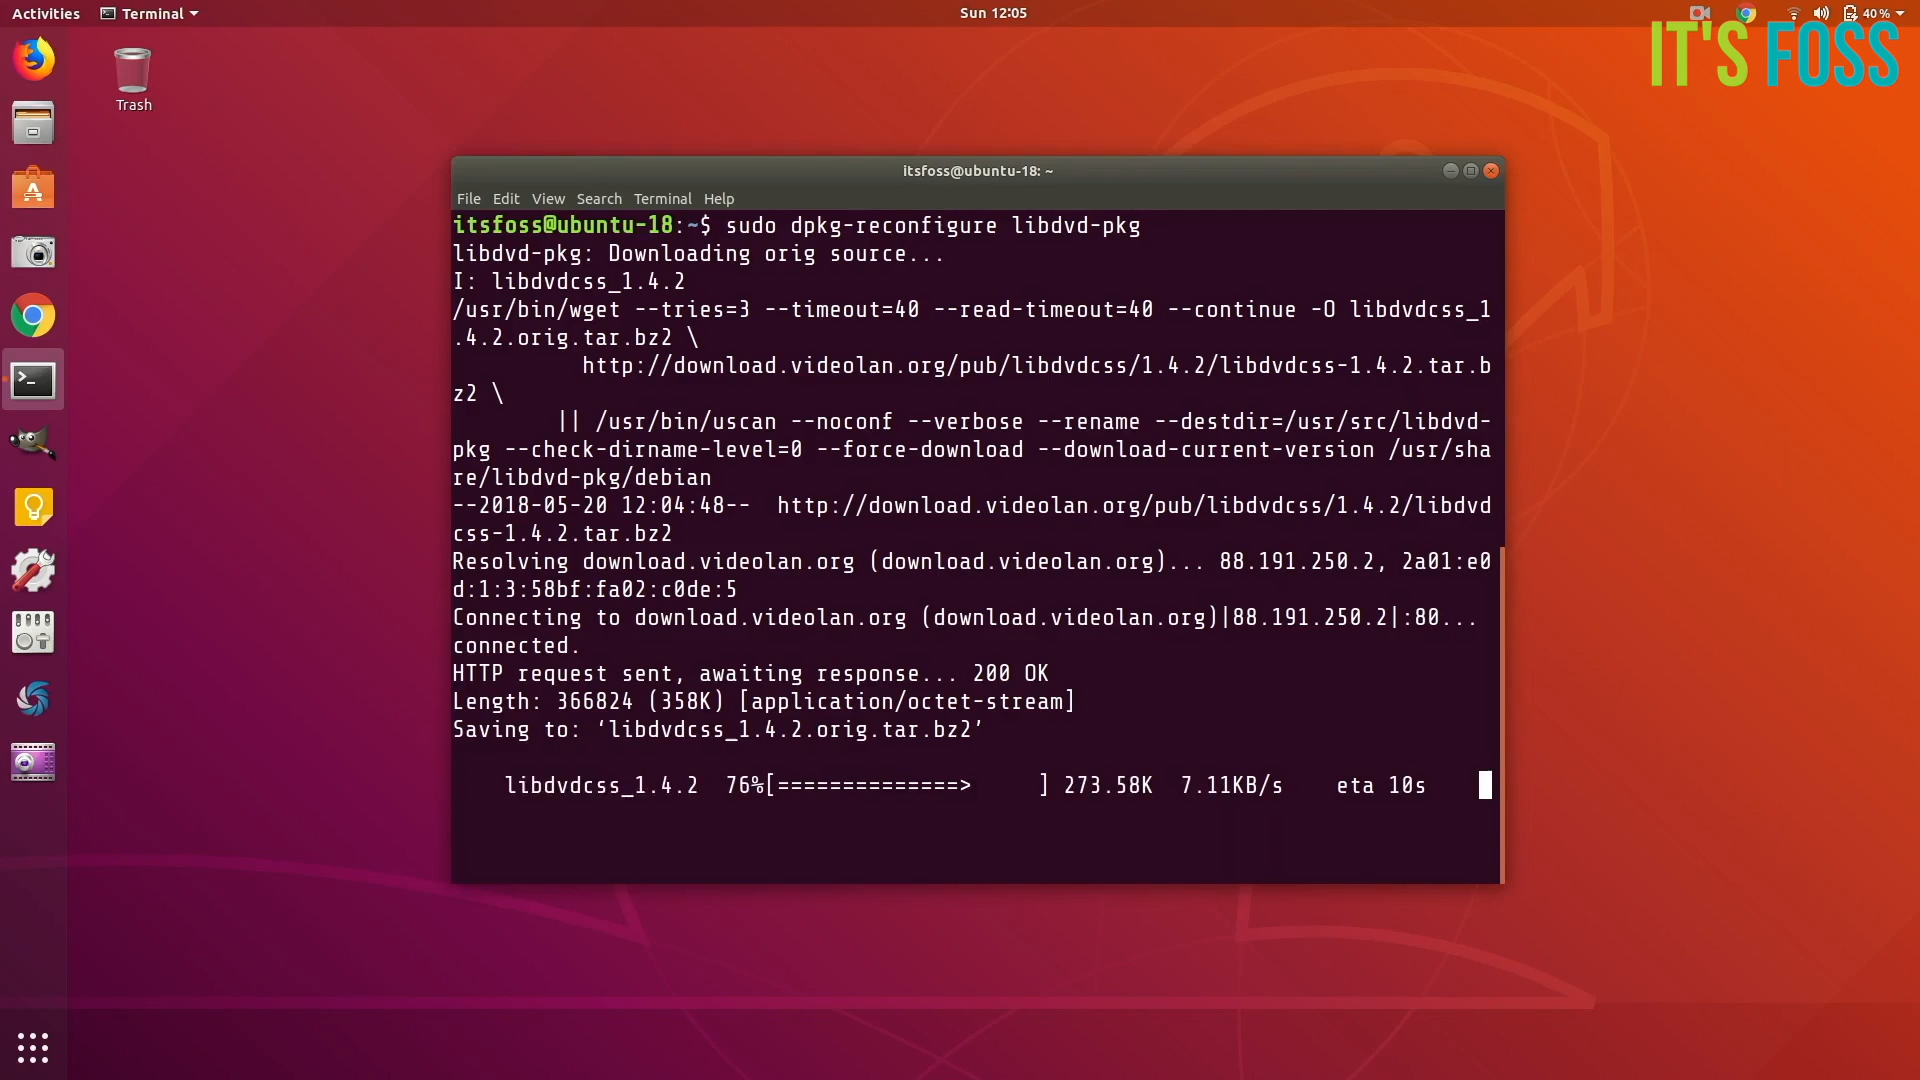 Activities Terminal Sun 12:05 40 %
IT'S FOSS
Trash
itsfoss@ubuntu-18: ~
File Edit View Search Terminal Help
itsfoss@ubuntu-18:~$ sudo dpkg-reconfigure libdvd-pkg
libdvd-pkg: Downloading orig source...
I: libdvdcss_1.4.2
/usr/bin/wget --tries=3 --timeout=40 --read-timeout=40 --continue -O libdvdcss_1
.4.2.orig.tar.bz2 \
http://download.videolan.org/pub/libdvdcss/1.4.2/libdvdcss-1.4.2.tar.b
z2 \
|| /usr/bin/uscan --noconf --verbose --rename --destdir=/usr/src/libdvd-
pkg --check-dirname-level=0 --force-download --download-current-version /usr/sha
re/libdvd-pkg/debian
--2018-05-20 12:04:48--  http://download.videolan.org/pub/libdvdcss/1.4.2/libdvd
css-1.4.2.tar.bz2
Resolving download.videolan.org (download.videolan.org)... 88.191.250.2, 2a01:e0
d:1:3:58bf:fa02:c0de:5
Connecting to download.videolan.org (download.videolan.org)|88.191.250.2|:80...
connected.
HTTP request sent, awaiting response... 200 OK
Length: 366824 (358K) [application/octet-stream]
Saving to: ‘libdvdcss_1.4.2.orig.tar.bz2’
libdvdcss_1.4.2  76%[==============>     ] 273.58K  7.11KB/s    eta 10s